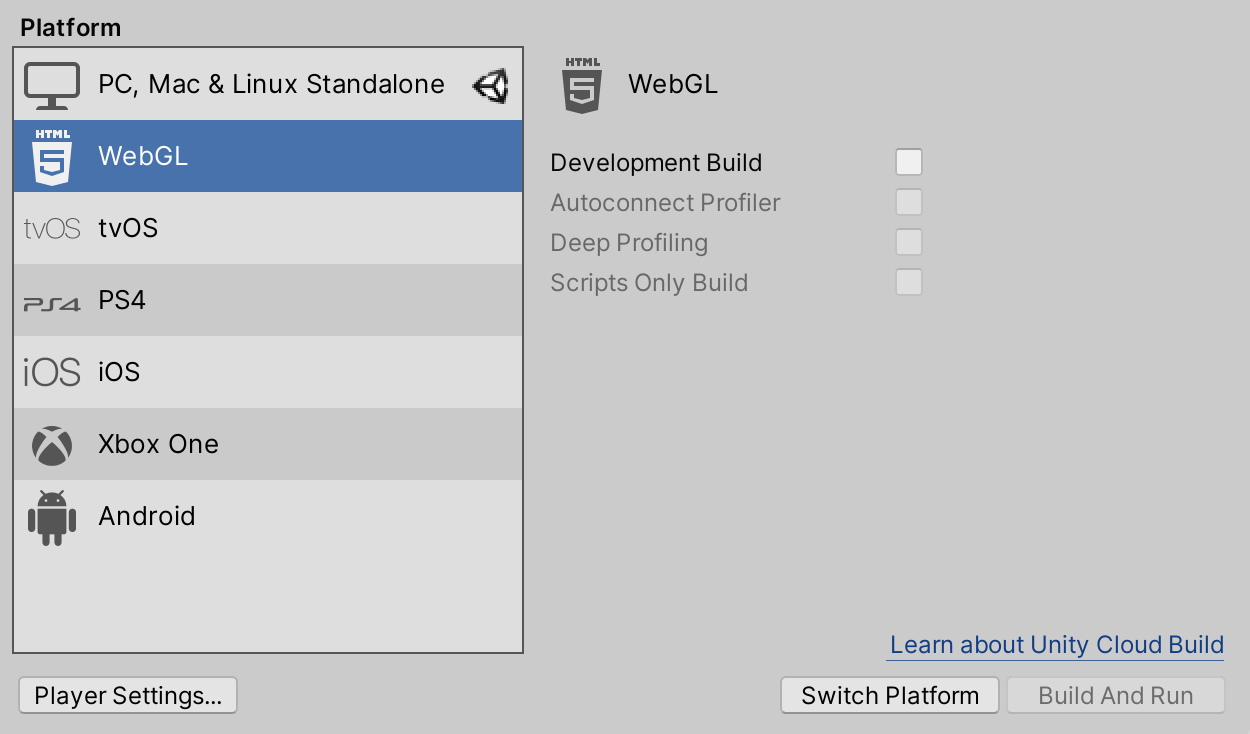 Platform
PC, Mac & Linux Standalone
HTML
5
WebGL
tvOS tvOS
PS4 PS4
iOS iOS
Xbox One
Android
HTML
5
WebGL
Development Build
Autoconnect Profiler
Deep Profiling
Scripts Only Build
Learn about Unity Cloud Build
Player Settings...
Switch Platform
Build And Run